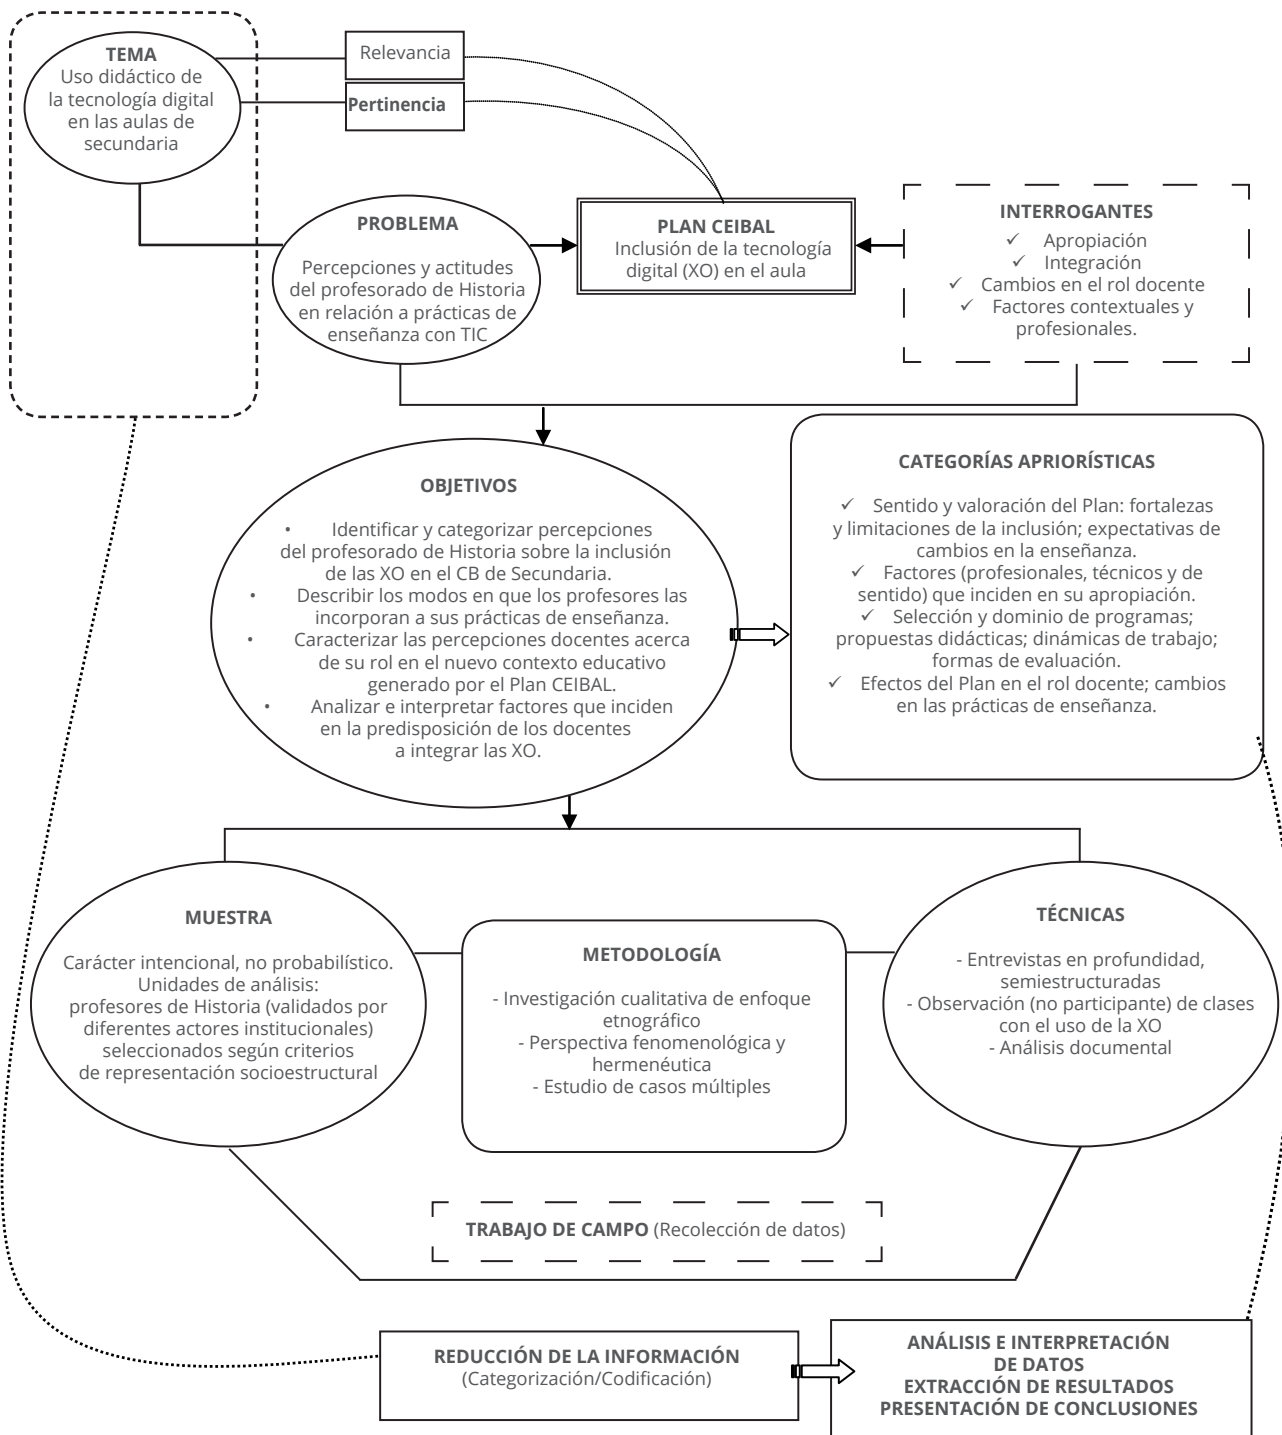 TEMA
Uso didáctico de
la tecnología digital
en las aulas de
secundaria
Relevancia
Pertinencia
PROBLEMA
Percepciones y actitudes
del profesorado de Historia
en relación a prácticas de
enseñanza con TIC
PLAN CEIBAL
Inclusión de la tecnología
digital (XO) en el aula
INTERROGANTES
✓ Apropiación
✓ Integración
✓ Cambios en el rol docente
✓ Factores contextuales y
profesionales.
OBJETIVOS
• Identificar y categorizar percepciones
del profesorado de Historia sobre la inclusión
de las XO en el CB de Secundaria.
• Describir los modos en que los profesores las
incorporan a sus prácticas de enseñanza.
• Caracterizar las percepciones docentes acerca
de su rol en el nuevo contexto educativo
generado por el Plan CEIBAL.
• Analizar e interpretar factores que inciden
en la predisposición de los docentes
a integrar las XO.
CATEGORÍAS APRIORÍSTICAS
✓ Sentido y valoración del Plan: fortalezas
y limitaciones de la inclusión; expectativas de
cambios en la enseñanza.
✓ Factores (profesionales, técnicos y de
sentido) que inciden en su apropiación.
✓ Selección y dominio de programas;
propuestas didácticas; dinámicas de trabajo;
formas de evaluación.
✓ Efectos del Plan en el rol docente; cambios
en las prácticas de enseñanza.
MUESTRA
Carácter intencional, no probabilístico.
Unidades de análisis:
profesores de Historia (validados por
diferentes actores institucionales)
seleccionados según criterios
de representación socioestructural
METODOLOGÍA
- Investigación cualitativa de enfoque
etnográfico
- Perspectiva fenomenológica y
hermenéutica
- Estudio de casos múltiples
TÉCNICAS
- Entrevistas en profundidad,
semiestructuradas
- Observación (no participante) de clases
con el uso de la XO
- Análisis documental
TRABAJO DE CAMPO (Recolección de datos)
REDUCCIÓN DE LA INFORMACIÓN
(Categorización/Codificación)
ANÁLISIS E INTERPRETACIÓN
DE DATOS
EXTRACCIÓN DE RESULTADOS
PRESENTACIÓN DE CONCLUSIONES